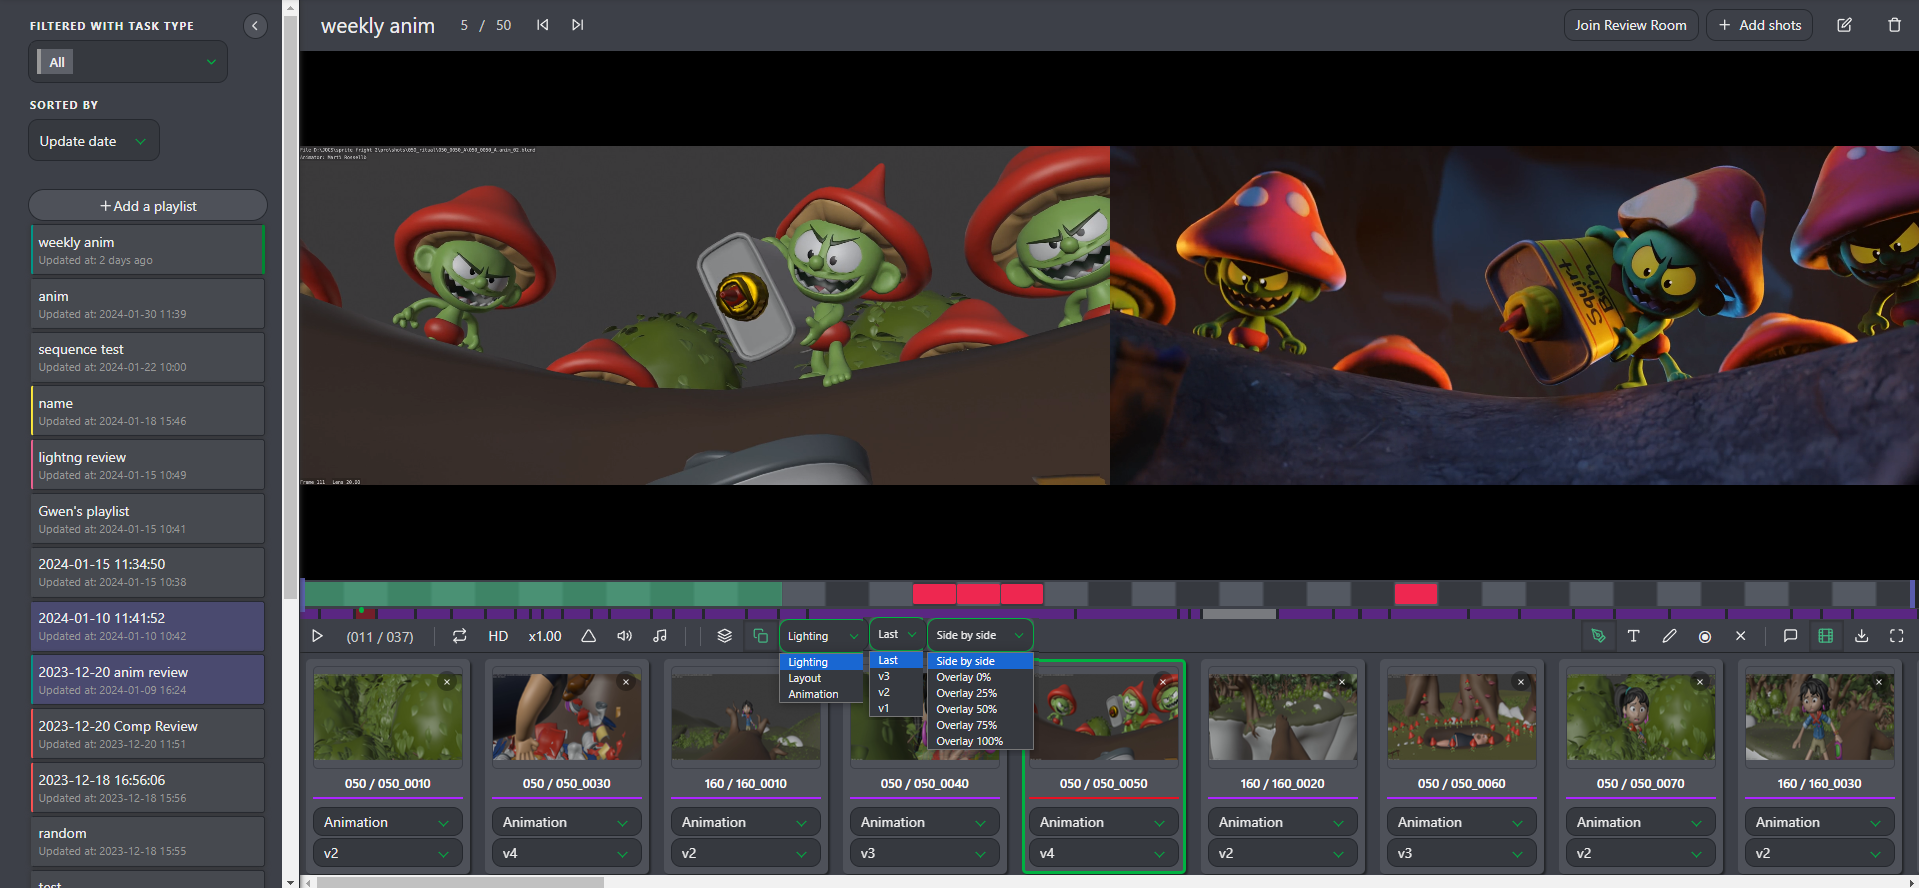 FILTERED WITH TASK TYPE
All
SORTED BY
Update date
+ Add a playlist
weekly anim
Updated at: 2 days ago
anim
Updated at: 2024-01-30 11:39
sequence test
Updated at: 2024-01-22 10:00
name
Updated at: 2024-01-18 15:46
lightng review
Updated at: 2024-01-15 10:49
Gwen's playlist
Updated at: 2024-01-15 10:41
2024-01-15 11:34:50
Updated at: 2024-01-15 10:38
2024-01-10 11:41:52
Updated at: 2024-01-10 10:42
2023-12-20 anim review
Updated at: 2024-01-09 16:24
2023-12-20 Comp Review
Updated at: 2023-12-20 11:51
2023-12-18 16:56:06
Updated at: 2023-12-18 15:56
random
Updated at: 2023-12-18 15:55
test
weekly anim 5 / 50
Join Review Room
+ Add shots
Animator: Marti Rossello
Frame 111 Lens 20.00
Squirt
Burn
(011 / 037)
HD
x1.00
Lighting
Last
Side by side
Lighting
Layout
Animation
Last
v3
v2
v1
Side by side
Overlay 0%
Overlay 25%
Overlay 50%
Overlay 75%
Overlay 100%
050 / 050_0010
Animation
v2
050 / 050_0030
Animation
v4
160 / 160_0010
Animation
v2
050 / 050_0040
Animation
v3
050 / 050_0050
Animation
v4
160 / 160_0020
Animation
v2
050 / 050_0060
Animation
v3
050 / 050_0070
Animation
v2
160 / 160_0030
Animation
v2